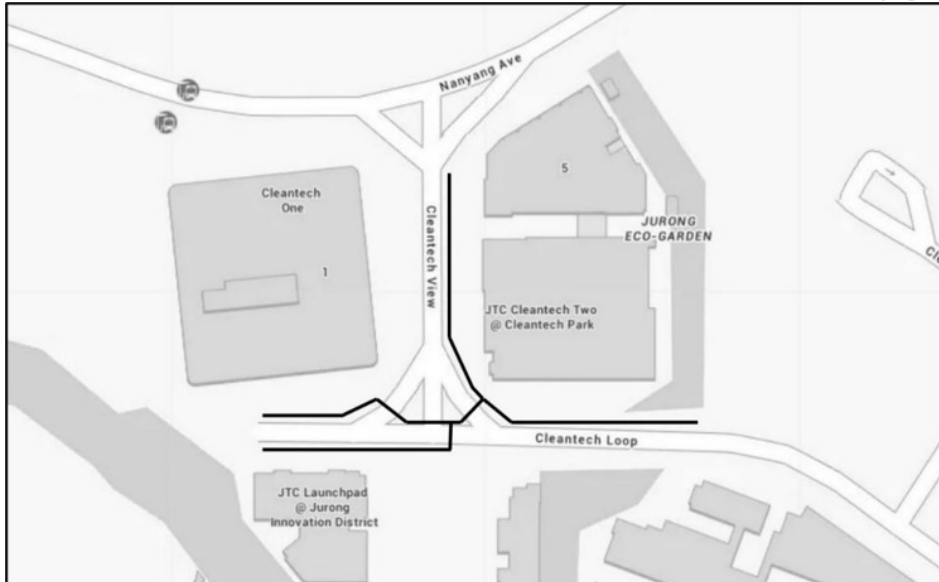 Nanyang Ave
Cleantech
One
1
5
JURONG
ECO-GARDEN
Cleantech View
JTC Cleantech Two
@ Cleantech Park
Cleantech Loop
JTC Launchpad
@ Jurong
Innovation District